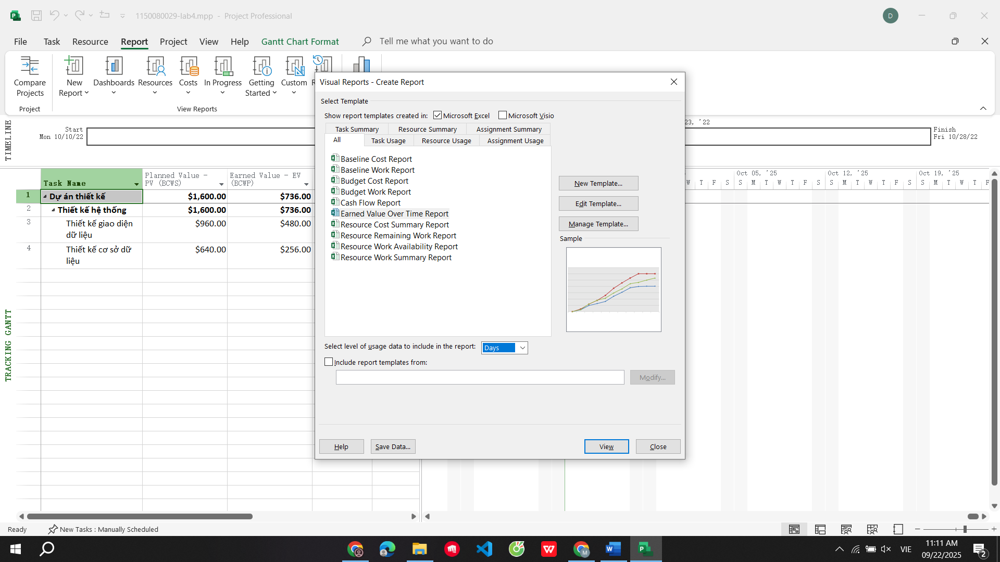 1150080029-lab4.mpp - Project Professional
D
File Task Resource Report Project View Help Gantt Chart Format Tell me what you want to do
Compare Projects
New Report
Dashboards
Resources
Costs
In Progress
Getting Started
Custom
Project
View Reports
TIMELINE
Start
Mon 10/10/22
23, '22
Finish
Fri 10/28/22
TRACKING GANTT
Task Name
Planned Value - PV (BCWS)
Earned Value - EV (BCWP)
1 Dự án thiết kế $1,600.00 $736.00
2 Thiết kế hệ thống $1,600.00 $736.00
3 Thiết kế giao diện dữ liệu $960.00 $480.00
4 Thiết kế cơ sở dữ liệu $640.00 $256.00
Oct 05, '25 Oct 12, '25 Oct 19, '25
W T F S S M T W T F S S M T W T F S S M T W T F
Visual Reports - Create Report
Select Template
Show report templates created in: Microsoft Excel Microsoft Visio
Task Summary Resource Summary Assignment Summary
All Task Usage Resource Usage Assignment Usage
Baseline Cost Report
Baseline Work Report
Budget Cost Report
Budget Work Report
Cash Flow Report
Earned Value Over Time Report
Resource Cost Summary Report
Resource Remaining Work Report
Resource Work Availability Report
Resource Work Summary Report
New Template...
Edit Template...
Manage Template...
Sample
Select level of usage data to include in the report: Days
Include report templates from:
Modify...
Help Save Data... View Close
Ready New Tasks : Manually Scheduled
VIE
11:11 AM
09/22/2025
2